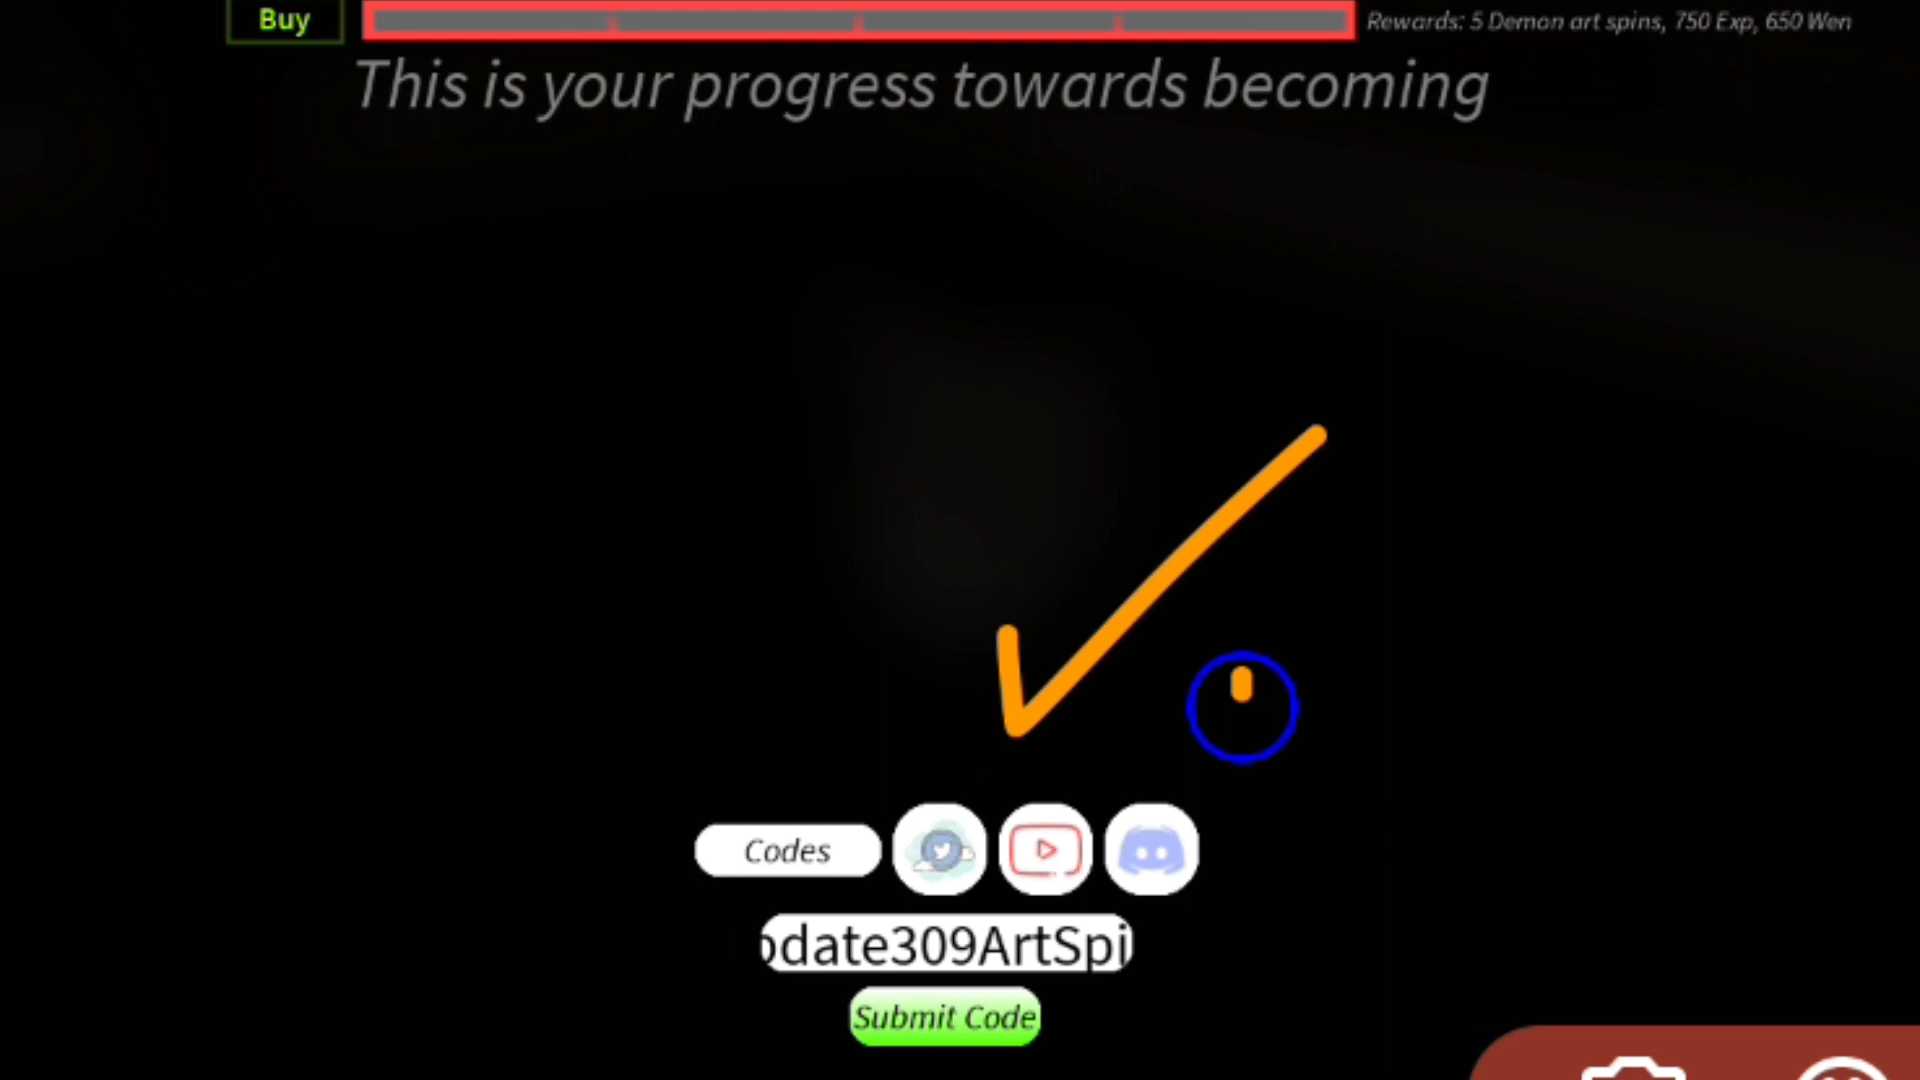 Buy
Rewards: 5 Demon art spins, 750 Exp, 650 Wen
This is your progress towards becoming
Codes
pdate309ArtSpi
Submit Code